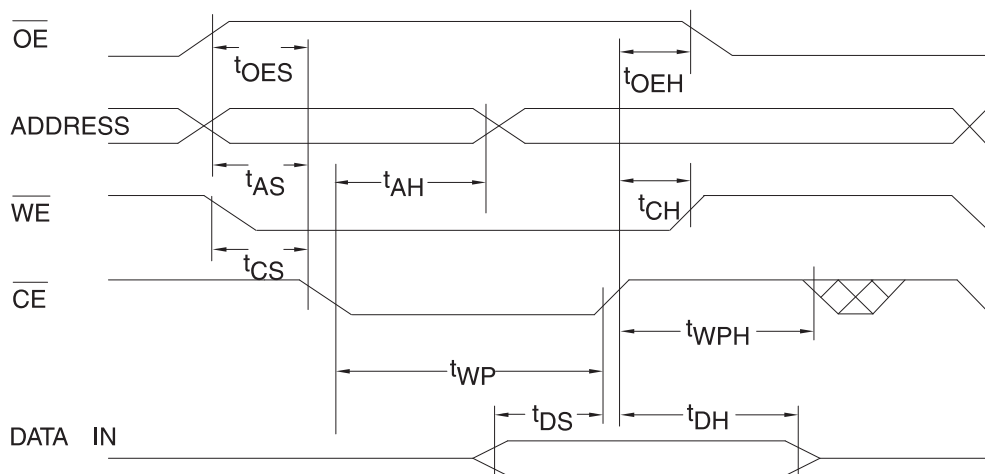 OE
tOES
tOEH
ADDRESS
tAS
tAH
tCH
WE
tCS
CE
tWPH
tWP
tDS
tDH
DATA IN